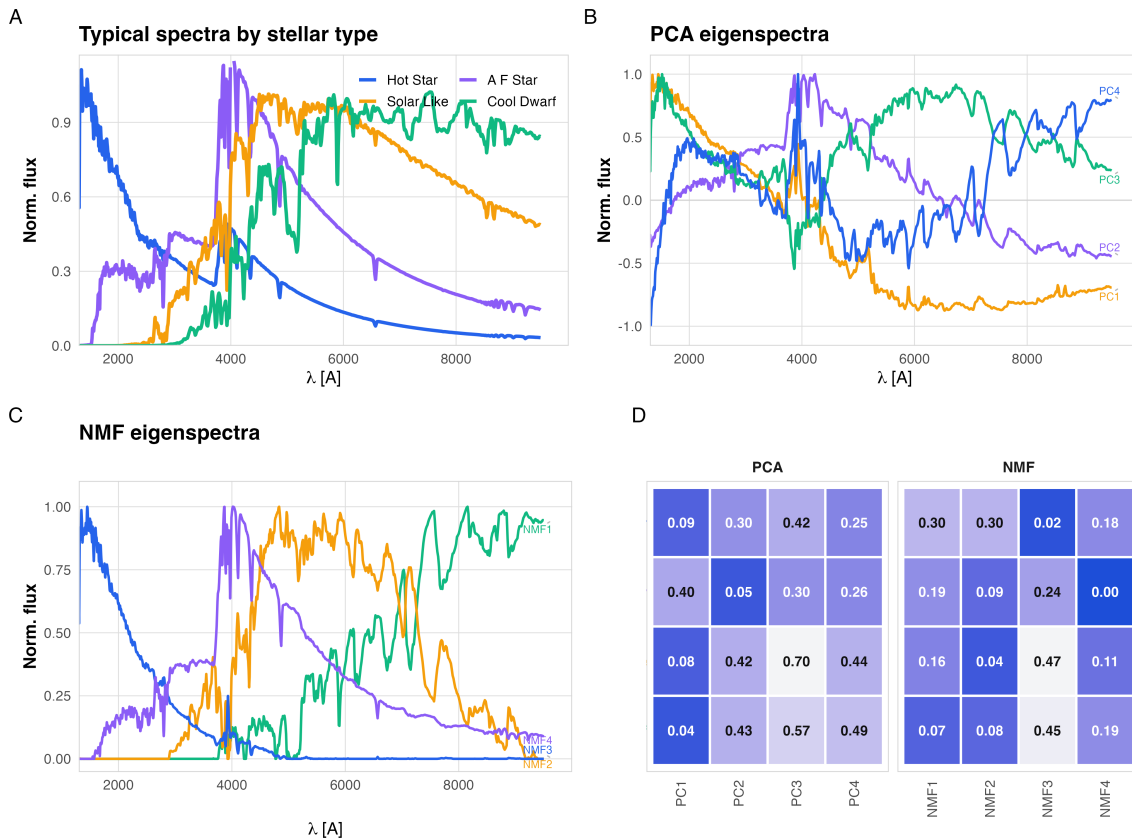 A
Typical spectra by stellar type
Hot Star
A F Star
Solar Like
Cool Dwarf
0.9
0.6
0.3
0.0
Norm. flux
2000 4000 6000 8000
λ [A]
B
PCA eigenspectra
1.0
0.5
0.0
-0.5
-1.0
Norm. flux
PC4
PC3
PC2
PC1
2000 4000 6000 8000
λ [A]
C
NMF eigenspectra
1.00
0.75
0.50
0.25
0.00
Norm. flux
NMF1
NMF4
NMF3
NMF2
2000 4000 6000 8000
λ [A]
D
PCA NMF
0.09 0.30 0.42 0.25 0.30 0.30 0.02 0.18
0.40 0.05 0.30 0.26 0.19 0.09 0.24 0.00
0.08 0.42 0.70 0.44 0.16 0.04 0.47 0.11
0.04 0.43 0.57 0.49 0.07 0.08 0.45 0.19
PC1 PC2 PC3 PC4 NMF1 NMF2 NMF3 NMF4